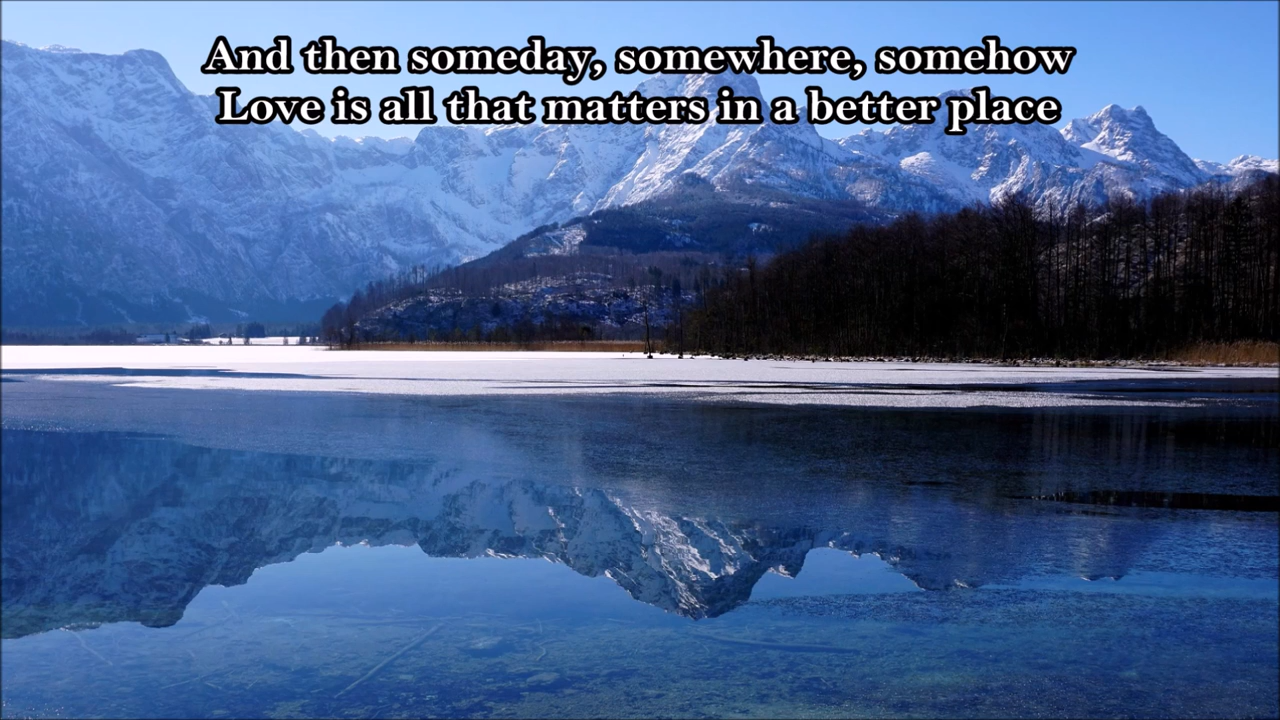 And then someday, somewhere, somehow
Love is all that matters in a better place